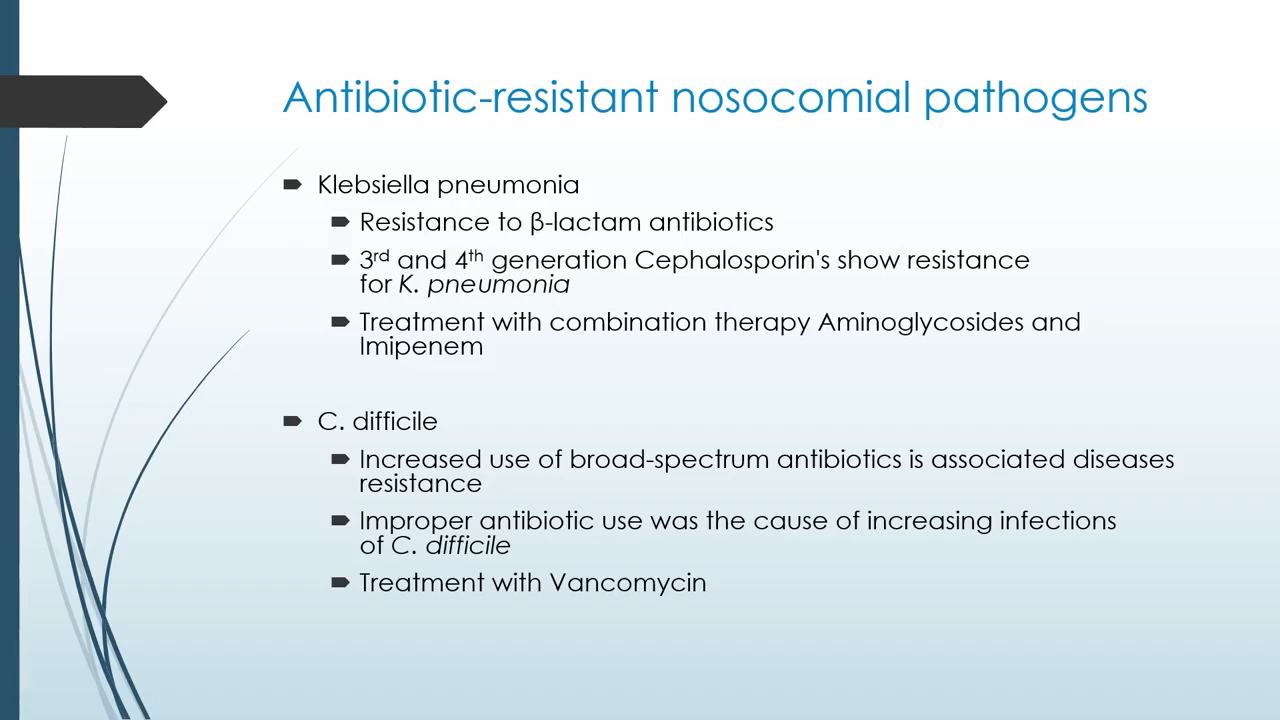 Antibiotic-resistant nosocomial pathogens
Klebsiella pneumonia
Resistance to β-lactam antibiotics
3rd and 4th generation Cephalosporin's show resistance
for K. pneumonia
Treatment with combination therapy Aminoglycosides and
Imipenem
C. difficile
Increased use of broad-spectrum antibiotics is associated diseases
resistance
Improper antibiotic use was the cause of increasing infections
of C. difficile
Treatment with Vancomycin